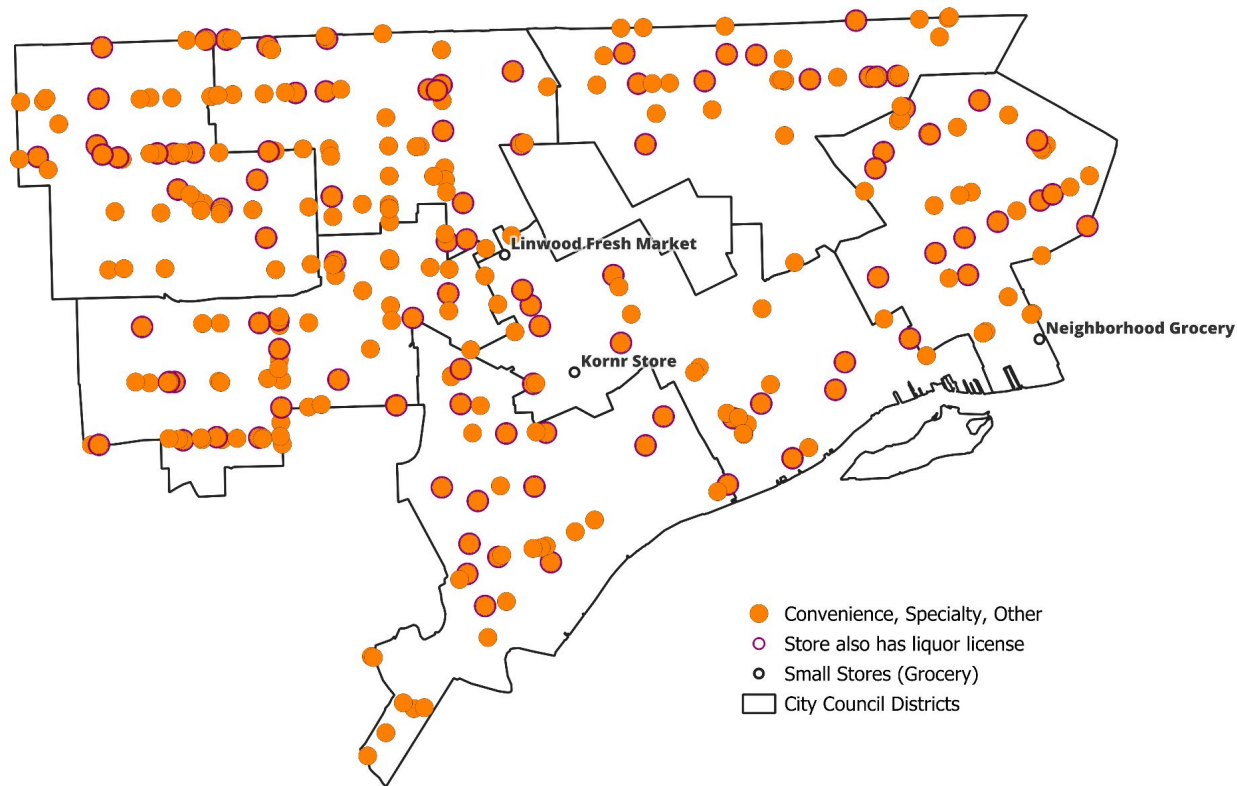 Linwood Fresh Market
Neighborhood Grocery
Kornr Store
Convenience, Specialty, Other
Store also has liquor license
Small Stores (Grocery)
City Council Districts